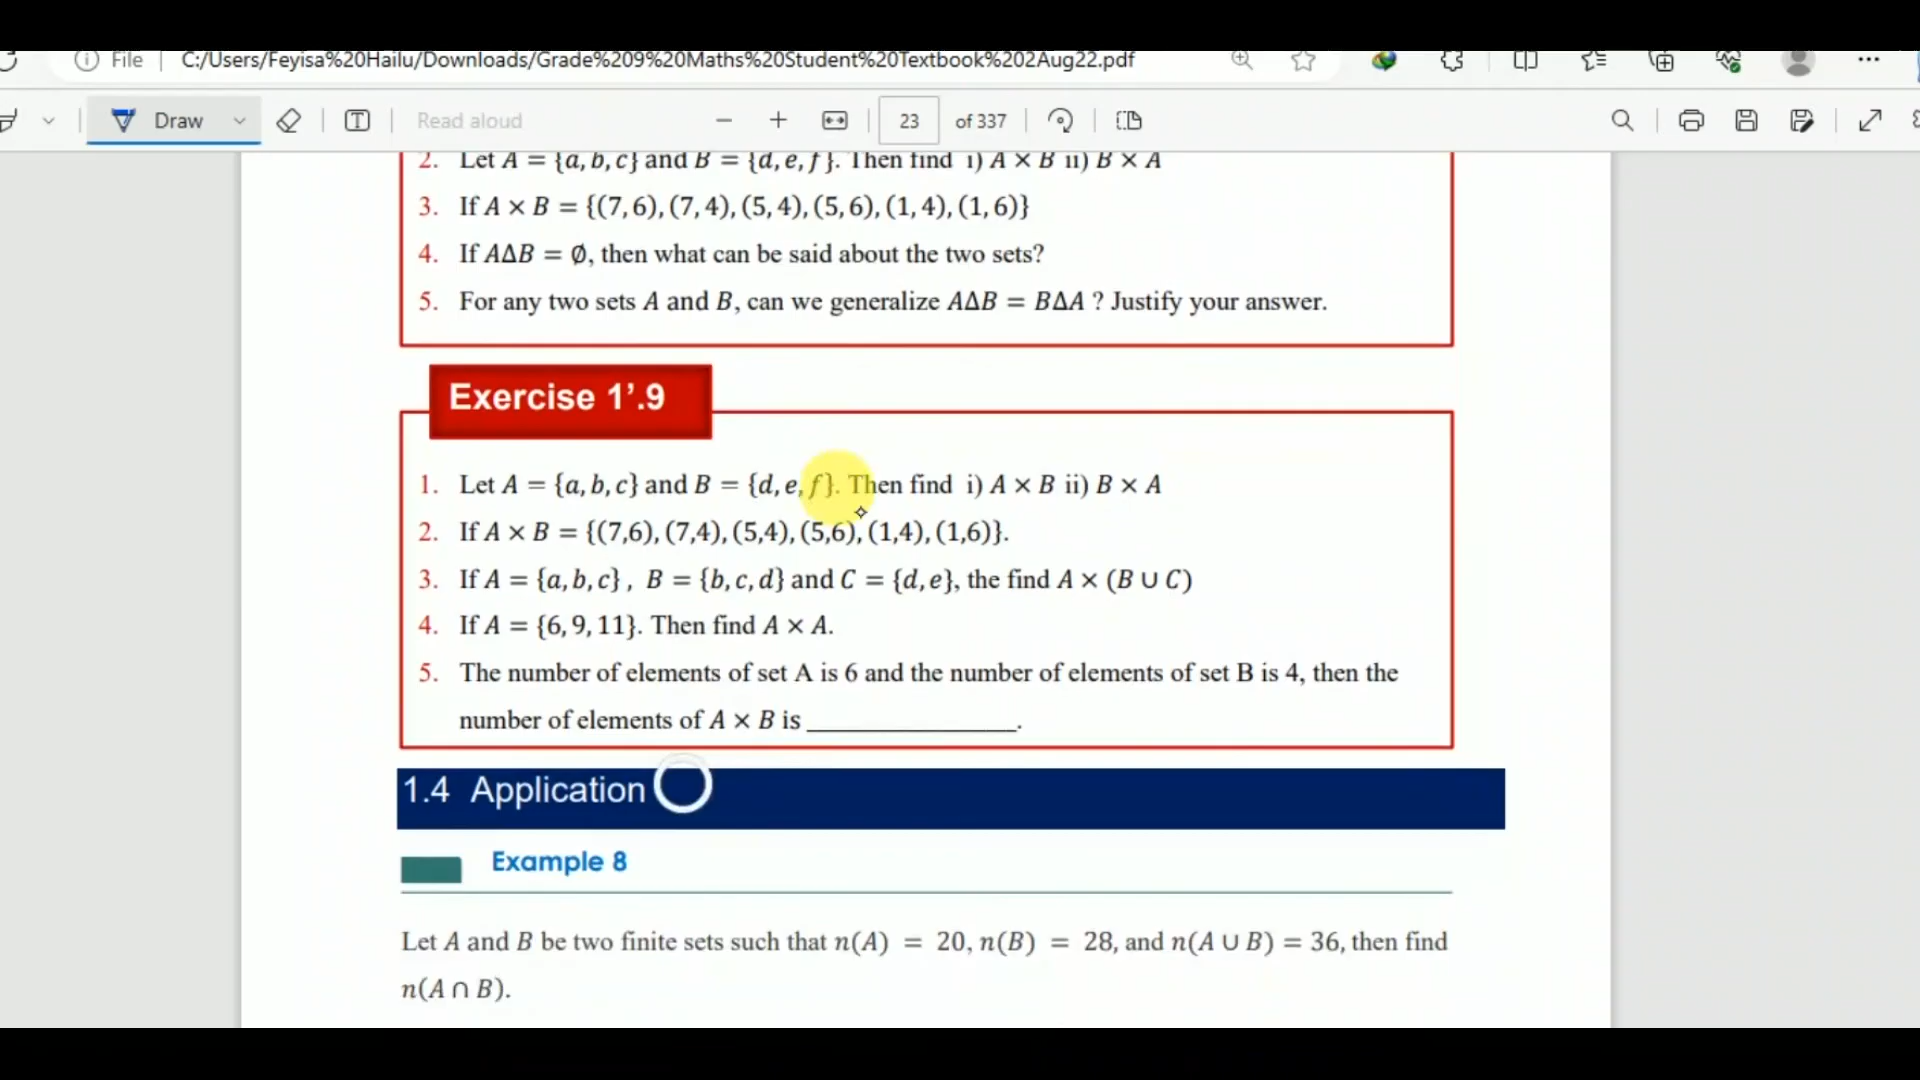 File | C:/Users/Feyisa%20Hailu/Downloads/Grade%209%20Maths%20Student%20Textbook%202Aug22.pdf
Draw Read aloud 23 of 337
2. Let A = {a, b, c} and B = {d, e, f}. Then find i) A × B ii) B × A
3. If A × B = {(7, 6), (7, 4), (5, 4), (5, 6), (1, 4), (1, 6)}
4. If AΔB = ∅, then what can be said about the two sets?
5. For any two sets A and B, can we generalize AΔB = BΔA ? Justify your answer.
Exercise 1’.9
1. Let A = {a, b, c} and B = {d, e, f}. Then find i) A × B ii) B × A
2. If A × B = {(7,6), (7,4), (5,4), (5,6), (1,4), (1,6)}.
3. If A = {a, b, c} , B = {b, c, d} and C = {d, e}, the find A × (B ∪ C)
4. If A = {6, 9, 11}. Then find A × A.
5. The number of elements of set A is 6 and the number of elements of set B is 4, then the
number of elements of A × B is ________________.
1.4 Application
Example 8
Let A and B be two finite sets such that n(A) = 20, n(B) = 28, and n(A ∪ B) = 36, then find
n(A ∩ B).